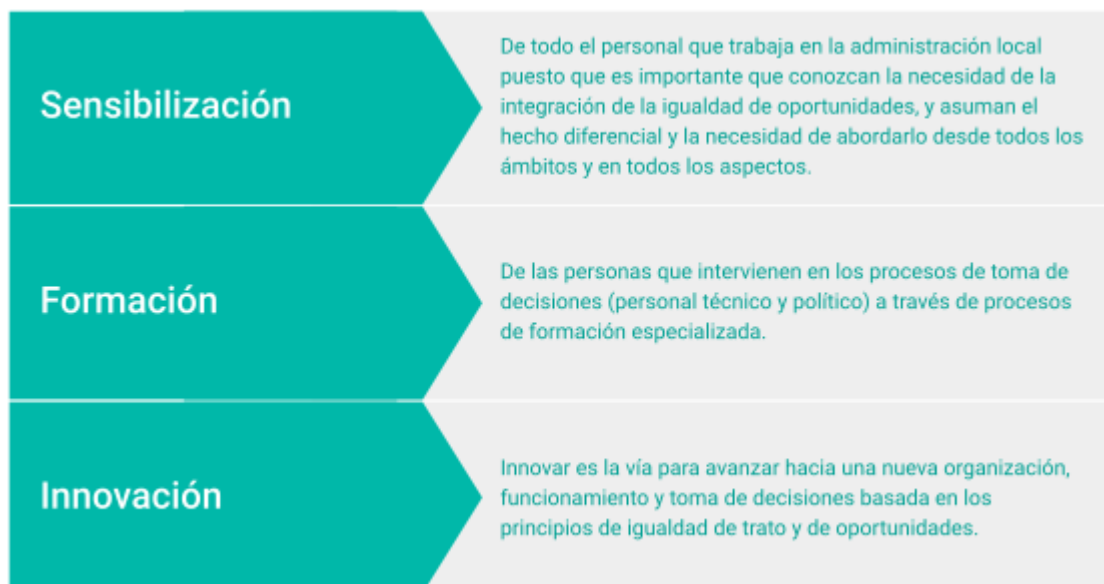 Sensibilización
De todo el personal que trabaja en la administración local
puesto que es importante que conozcan la necesidad de la
integración de la igualdad de oportunidades, y asuman el
hecho diferencial y la necesidad de abordarlo desde todos los
ámbitos y en todos los aspectos.
Formación
De las personas que intervienen en los procesos de toma de
decisiones (personal técnico y político) a través de procesos
de formación especializada.
Innovación
Innovar es la vía para avanzar hacia una nueva organización,
funcionamiento y toma de decisiones basada en los
principios de igualdad de trato y de oportunidades.